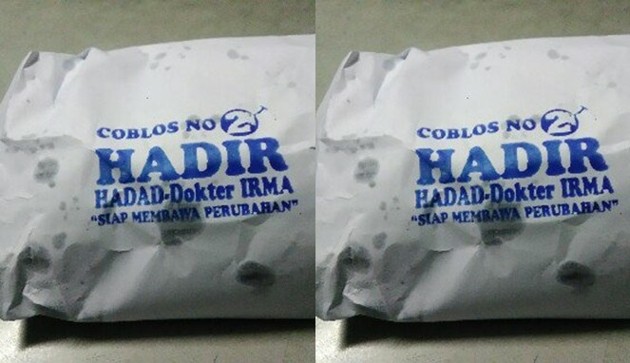 COBLOS NO 2
HADIR
HADAD-Dokter IRMA
"SIAP MEMBAWA PERUBAHAN"
COBLOS NO 2
HADIR
HADAD-Dokter IRMA
"SIAP MEMBAWA PERUBAHAN"